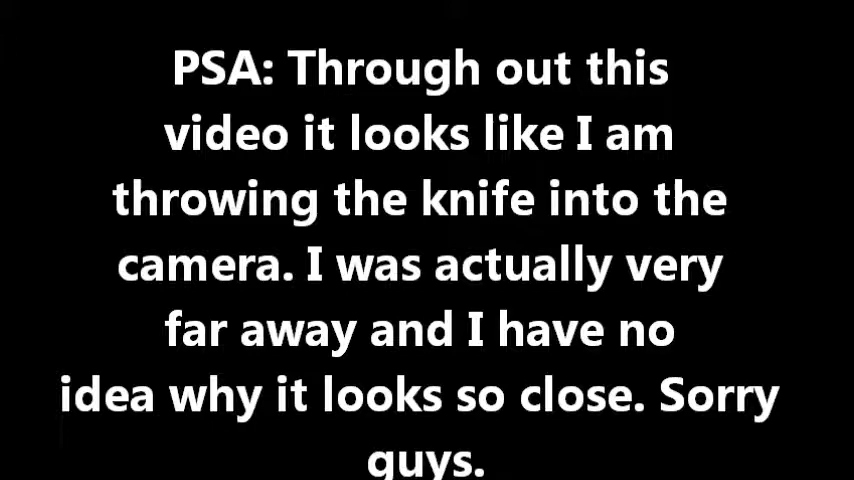 PSA: Through out this
video it looks like I am
throwing the knife into the
camera. I was actually very
far away and I have no
idea why it looks so close. Sorry
guys.